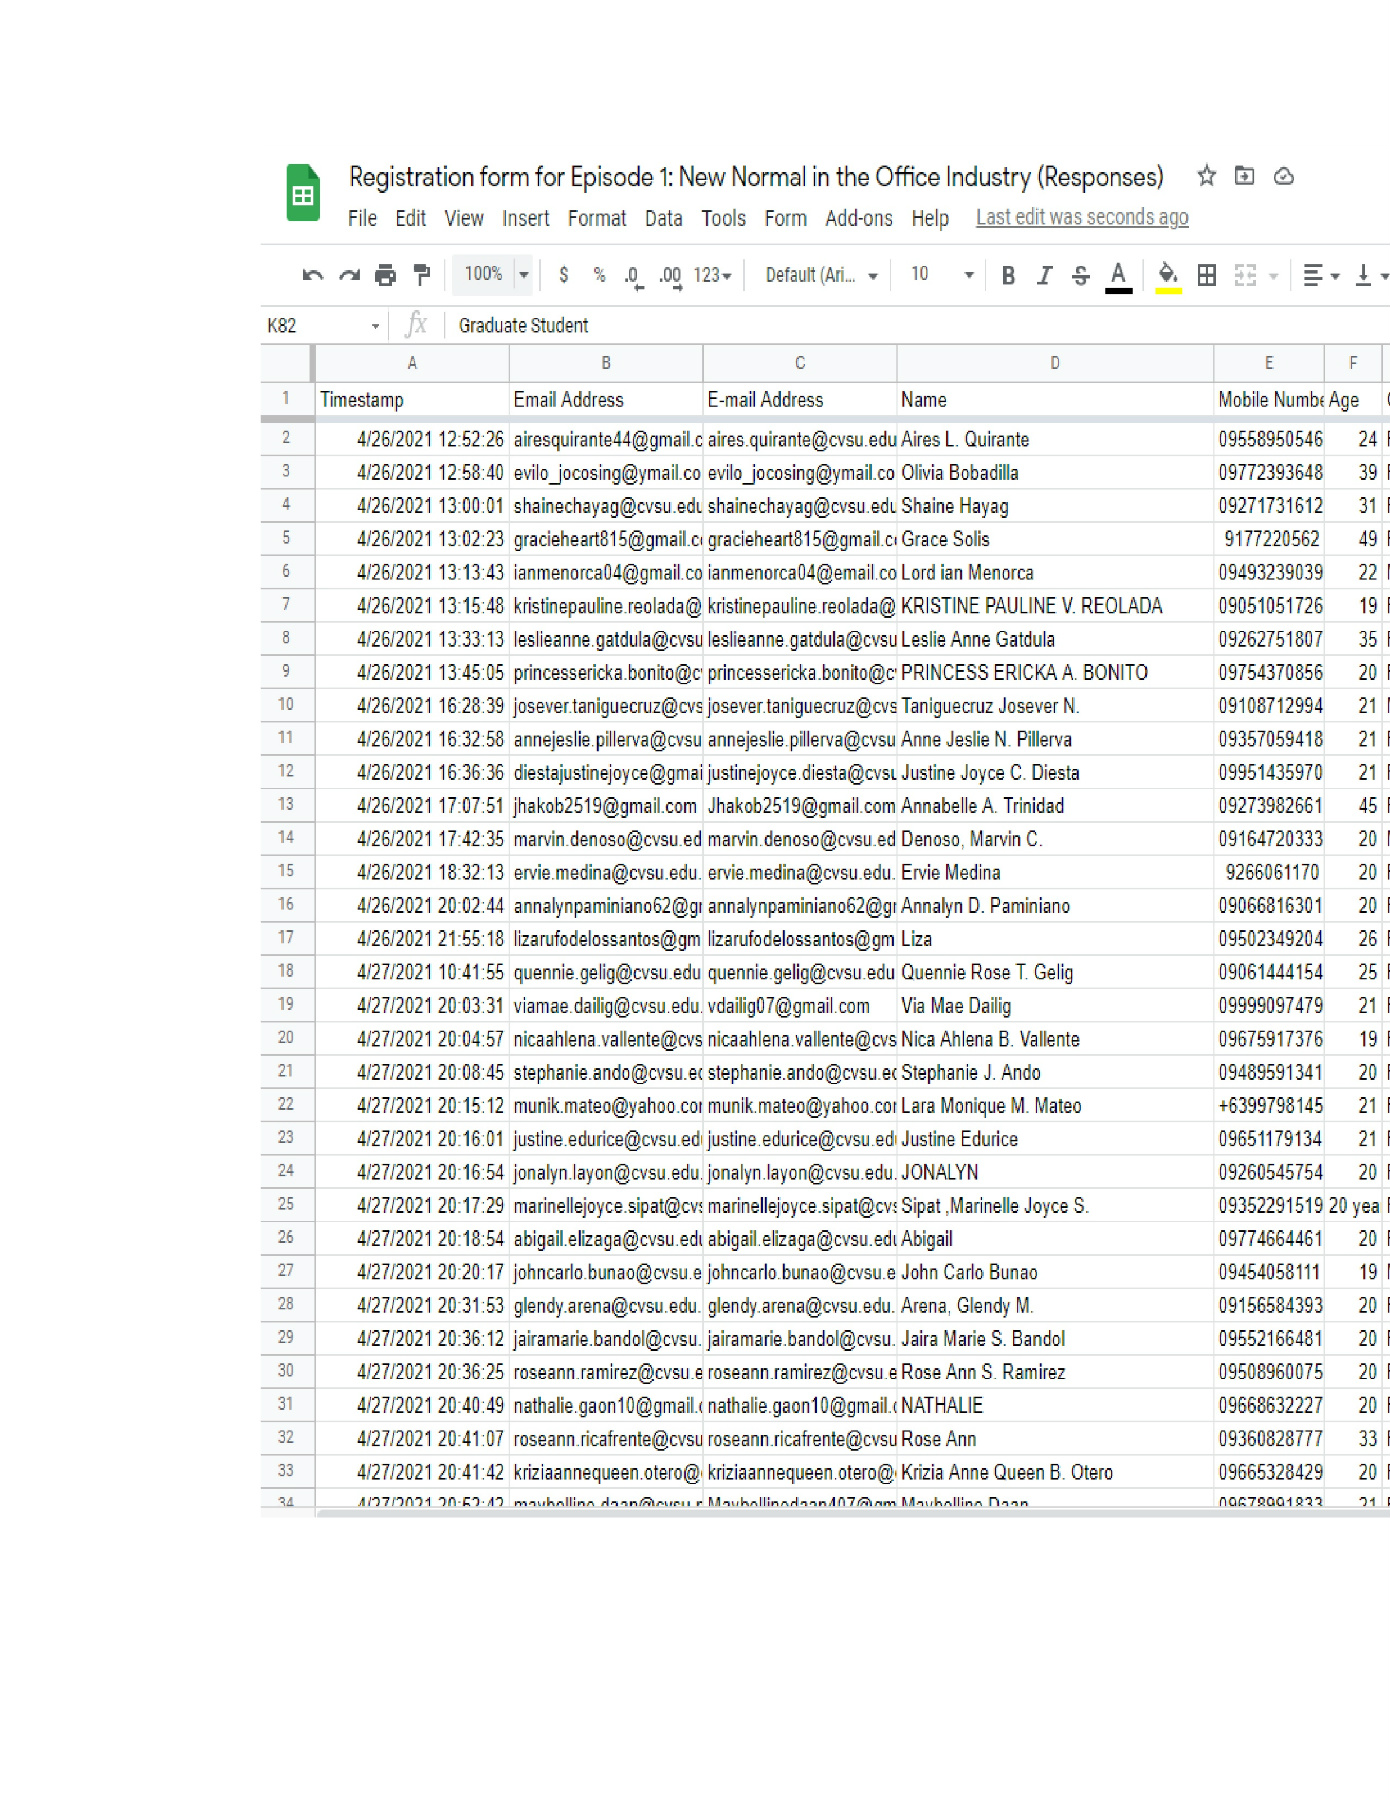 Registration form for Episode 1: New Normal in the Office Industry (Responses)
File Edit View Insert Format Data Tools Form Add-ons Help Last edit was seconds ago
100% $ % .0 .00 123 Default (Ari... 10 B I S A
K82 fx Graduate Student
A B C D E F
1 Timestamp Email Address E-mail Address Name Mobile Numbe Age
2 4/26/2021 12:52:26 airesquirante44@gmail.c aires.quirante@cvsu.edu Aires L. Quirante 09558950546 24
3 4/26/2021 12:58:40 evilo_jocosing@ymail.co evilo_jocosing@ymail.co Olivia Bobadilla 09772393648 39
4 4/26/2021 13:00:01 shainechayag@cvsu.edu shainechayag@cvsu.edu Shaine Hayag 09271731612 31
5 4/26/2021 13:02:23 gracieheart815@gmail.c gracieheart815@gmail.c Grace Solis 9177220562 49
6 4/26/2021 13:13:43 ianmenorca04@gmail.co ianmenorca04@email.co Lord ian Menorca 09493239039 22
7 4/26/2021 13:15:48 kristinepauline.reolada@ kristinepauline.reolada@ KRISTINE PAULINE V. REOLADA 09051051726 19
8 4/26/2021 13:33:13 leslieanne.gatdula@cvsu leslieanne.gatdula@cvsu Leslie Anne Gatdula 09262751807 35
9 4/26/2021 13:45:05 princessericka.bonito@c princessericka.bonito@c PRINCESS ERICKA A. BONITO 09754370856 20
10 4/26/2021 16:28:39 josever.taniguecruz@cvs josever.taniguecruz@cvs Taniguecruz Josever N. 09108712994 21
11 4/26/2021 16:32:58 annejeslie.pillerva@cvsu annejeslie.pillerva@cvsu Anne Jeslie N. Pillerva 09357059418 21
12 4/26/2021 16:36:36 diestajustinejoyce@gmai justinejoyce.diesta@cvsu Justine Joyce C. Diesta 09951435970 21
13 4/26/2021 17:07:51 jhakob2519@gmail.com Jhakob2519@gmail.com Annabelle A. Trinidad 09273982661 45
14 4/26/2021 17:42:35 marvin.denoso@cvsu.ed marvin.denoso@cvsu.ed Denoso, Marvin C. 09164720333 20
15 4/26/2021 18:32:13 ervie.medina@cvsu.edu. ervie.medina@cvsu.edu. Ervie Medina 9266061170 20
16 4/26/2021 20:02:44 annalynpaminiano62@g annalynpaminiano62@g Annalyn D. Paminiano 09066816301 20
17 4/26/2021 21:55:18 lizarufodelossantos@gm lizarufodelossantos@gm Liza 09502349204 26
18 4/27/2021 10:41:55 quennie.gelig@cvsu.edu quennie.gelig@cvsu.edu Quennie Rose T. Gelig 09061444154 25
19 4/27/2021 20:03:31 viamae.dailig@cvsu.edu. vdailig07@gmail.com Via Mae Dailig 09999097479 21
20 4/27/2021 20:04:57 nicaahlena.vallente@cvs nicaahlena.vallente@cvs Nica Ahlena B. Vallente 09675917376 19
21 4/27/2021 20:08:45 stephanie.ando@cvsu.ec stephanie.ando@cvsu.ec Stephanie J. Ando 09489591341 20
22 4/27/2021 20:15:12 munik.mateo@yahoo.co munik.mateo@yahoo.co Lara Monique M. Mateo +6399798145 21
23 4/27/2021 20:16:01 justine.edurice@cvsu.ed justine.edurice@cvsu.ed Justine Edurice 09651179134 21
24 4/27/2021 20:16:54 jonalyn.layon@cvsu.edu. jonalyn.layon@cvsu.edu. JONALYN 09260545754 20
25 4/27/2021 20:17:29 marinellejoyce.sipat@cvs marinellejoyce.sipat@cvs Sipat ,Marinelle Joyce S. 09352291519 20 yea
26 4/27/2021 20:18:54 abigail.elizaga@cvsu.edu abigail.elizaga@cvsu.edu Abigail 09774664461 20
27 4/27/2021 20:20:17 johncarlo.bunao@cvsu.e johncarlo.bunao@cvsu.e John Carlo Bunao 09454058111 19
28 4/27/2021 20:31:53 glendy.arena@cvsu.edu. glendy.arena@cvsu.edu. Arena, Glendy M. 09156584393 20
29 4/27/2021 20:36:12 jairamarie.bandol@cvsu. jairamarie.bandol@cvsu. Jaira Marie S. Bandol 09552166481 20
30 4/27/2021 20:36:25 roseann.ramirez@cvsu.e roseann.ramirez@cvsu.e Rose Ann S. Ramirez 09508960075 20
31 4/27/2021 20:40:49 nathalie.gaon10@gmail. nathalie.gaon10@gmail. NATHALIE 09668632227 20
32 4/27/2021 20:41:07 roseann.ricafrente@cvsu roseann.ricafrente@cvsu Rose Ann 09360828777 33
33 4/27/2021 20:41:42 kriziaannequeen.otero@ kriziaannequeen.otero@ Krizia Anne Queen B. Otero 09665328429 20
34 4/27/2021 20:52:42 Maybelline Daan 09678991833 21